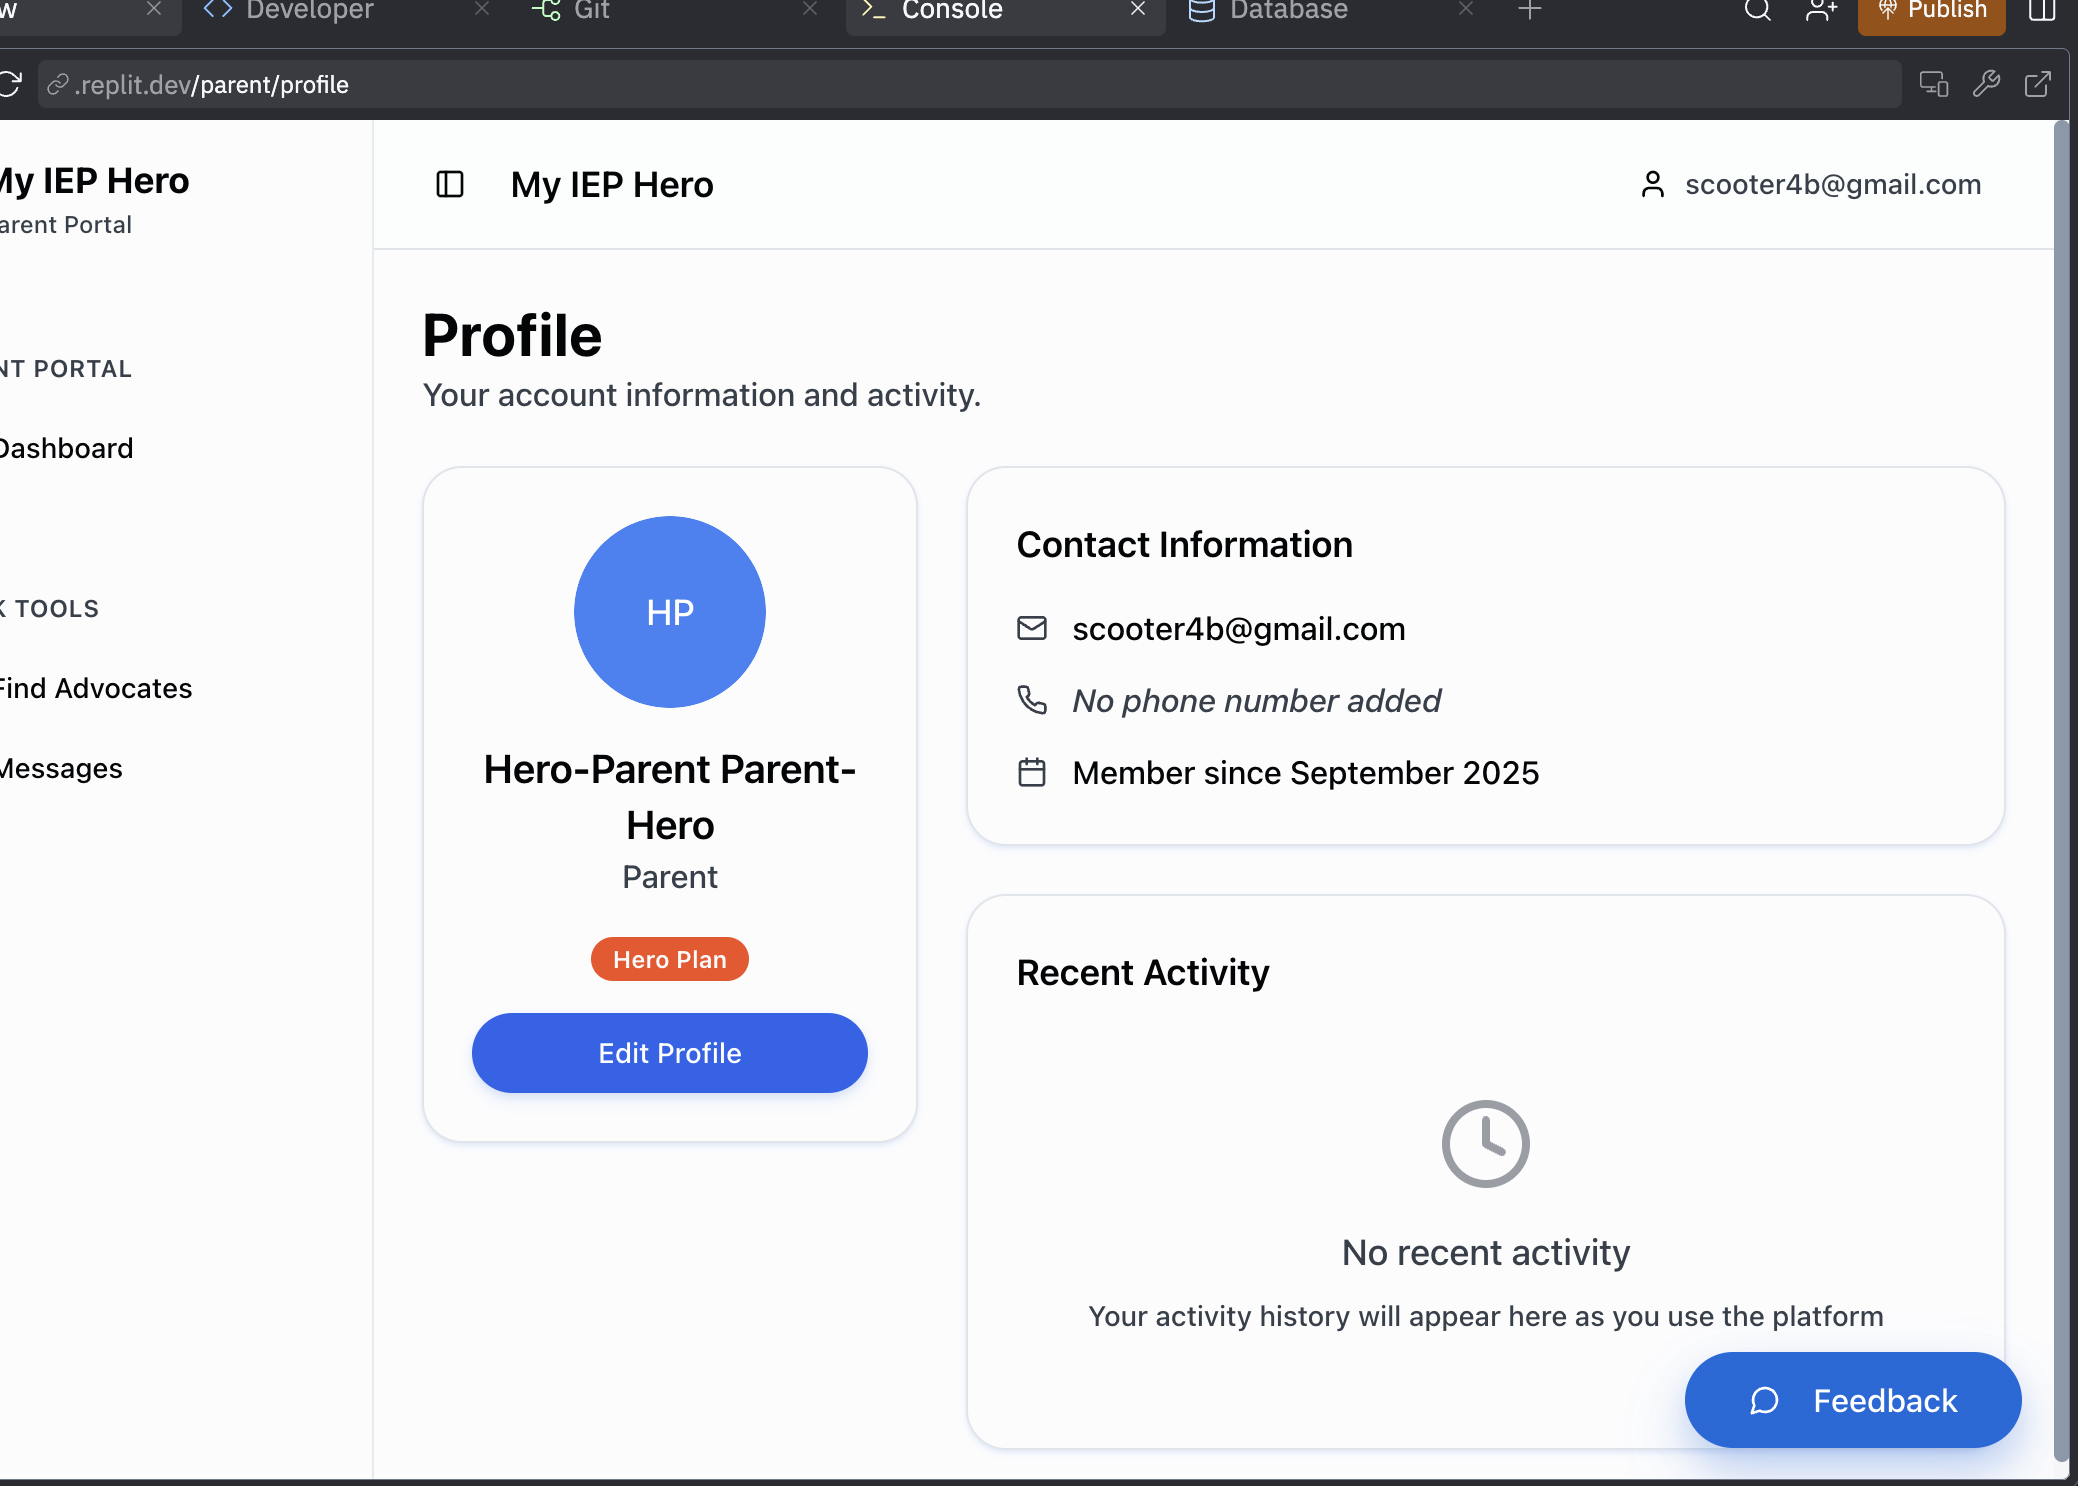 Developer
Git
Console
Database
Publish
.replit.dev/parent/profile
My IEP Hero
Parent Portal
My IEP Hero
scooter4b@gmail.com
Profile
Your account information and activity.
NT PORTAL
Dashboard
K TOOLS
Find Advocates
Messages
HP
Hero-Parent Parent-
Hero
Parent
Hero Plan
Edit Profile
Contact Information
scooter4b@gmail.com
No phone number added
Member since September 2025
Recent Activity
No recent activity
Your activity history will appear here as you use the platform
Feedback